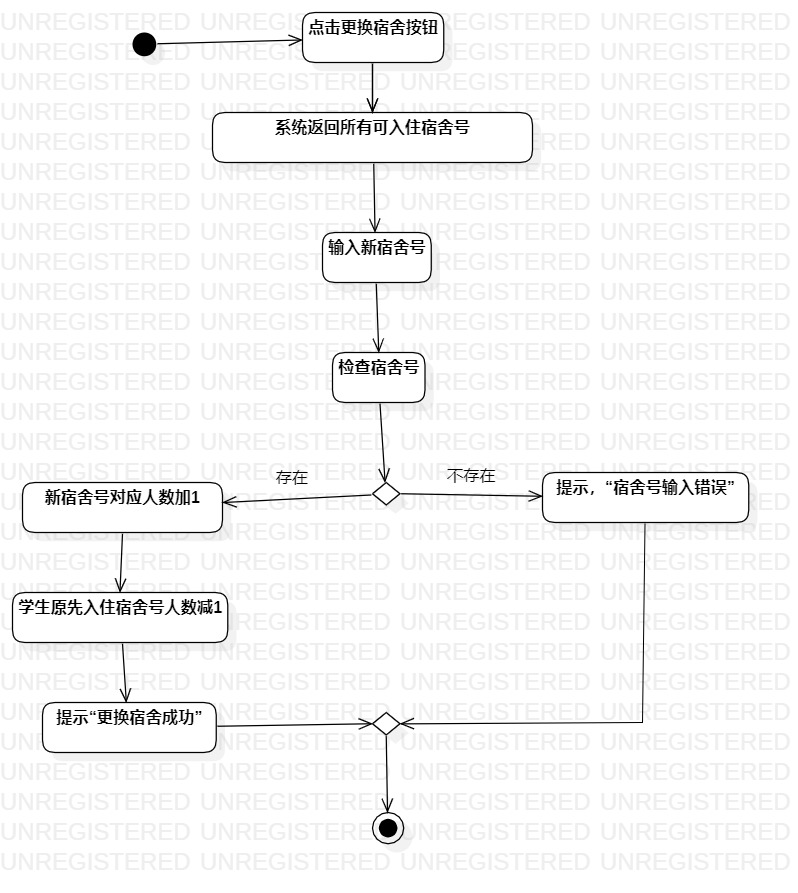 点击更换宿舍按钮
系统返回所有可入住宿舍号
输入新宿舍号
检查宿舍号
存在
不存在
新宿舍号对应人数加1
提示，“宿舍号输入错误”
学生原先入住宿舍号人数减1
提示“更换宿舍成功”
UNREGISTERED